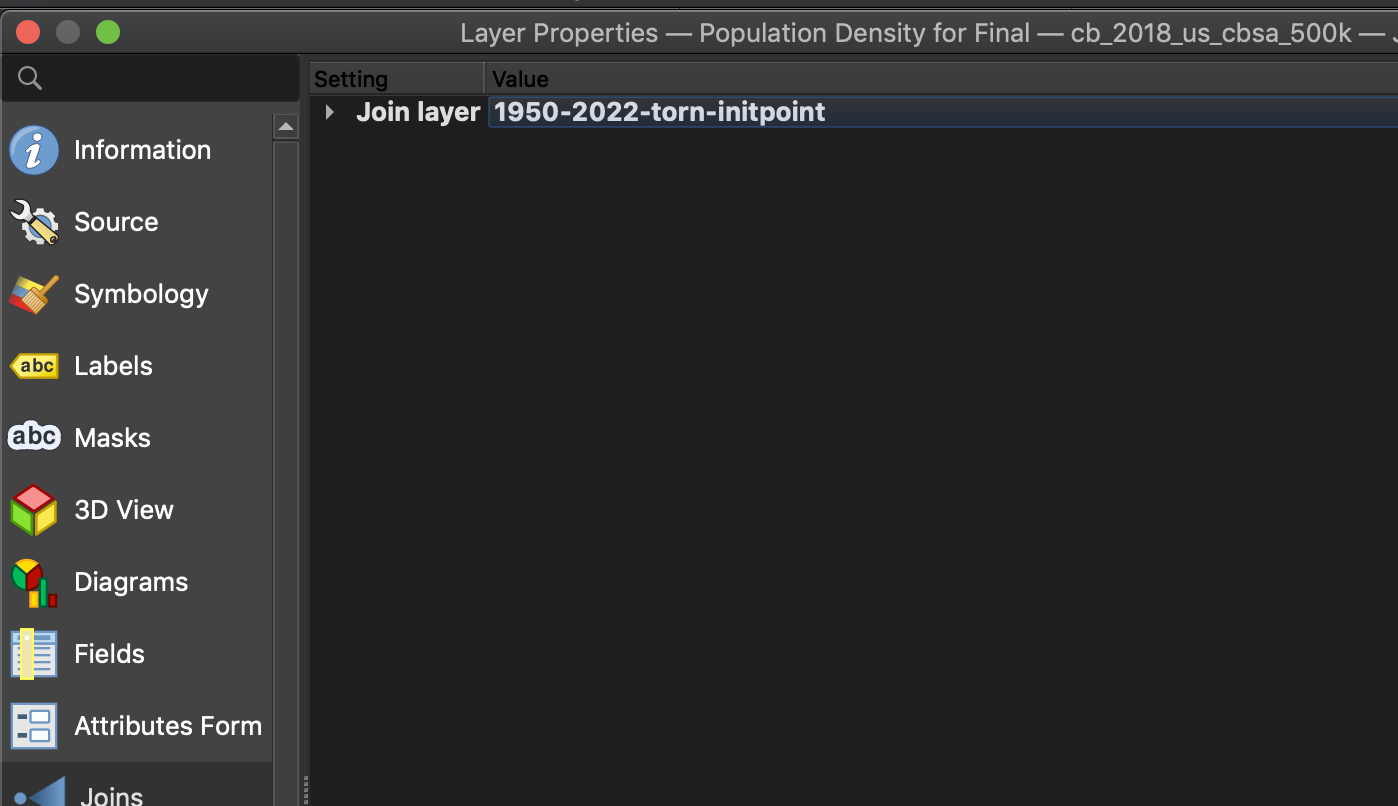 Layer Properties — Population Density for Final — cb_2018_us_cbsa_500k —
Setting Value
Join layer 1950-2022-torn-initpoint
Information
Source
Symbology
abc Labels
abc Masks
3D View
Diagrams
Fields
Attributes Form
Joins